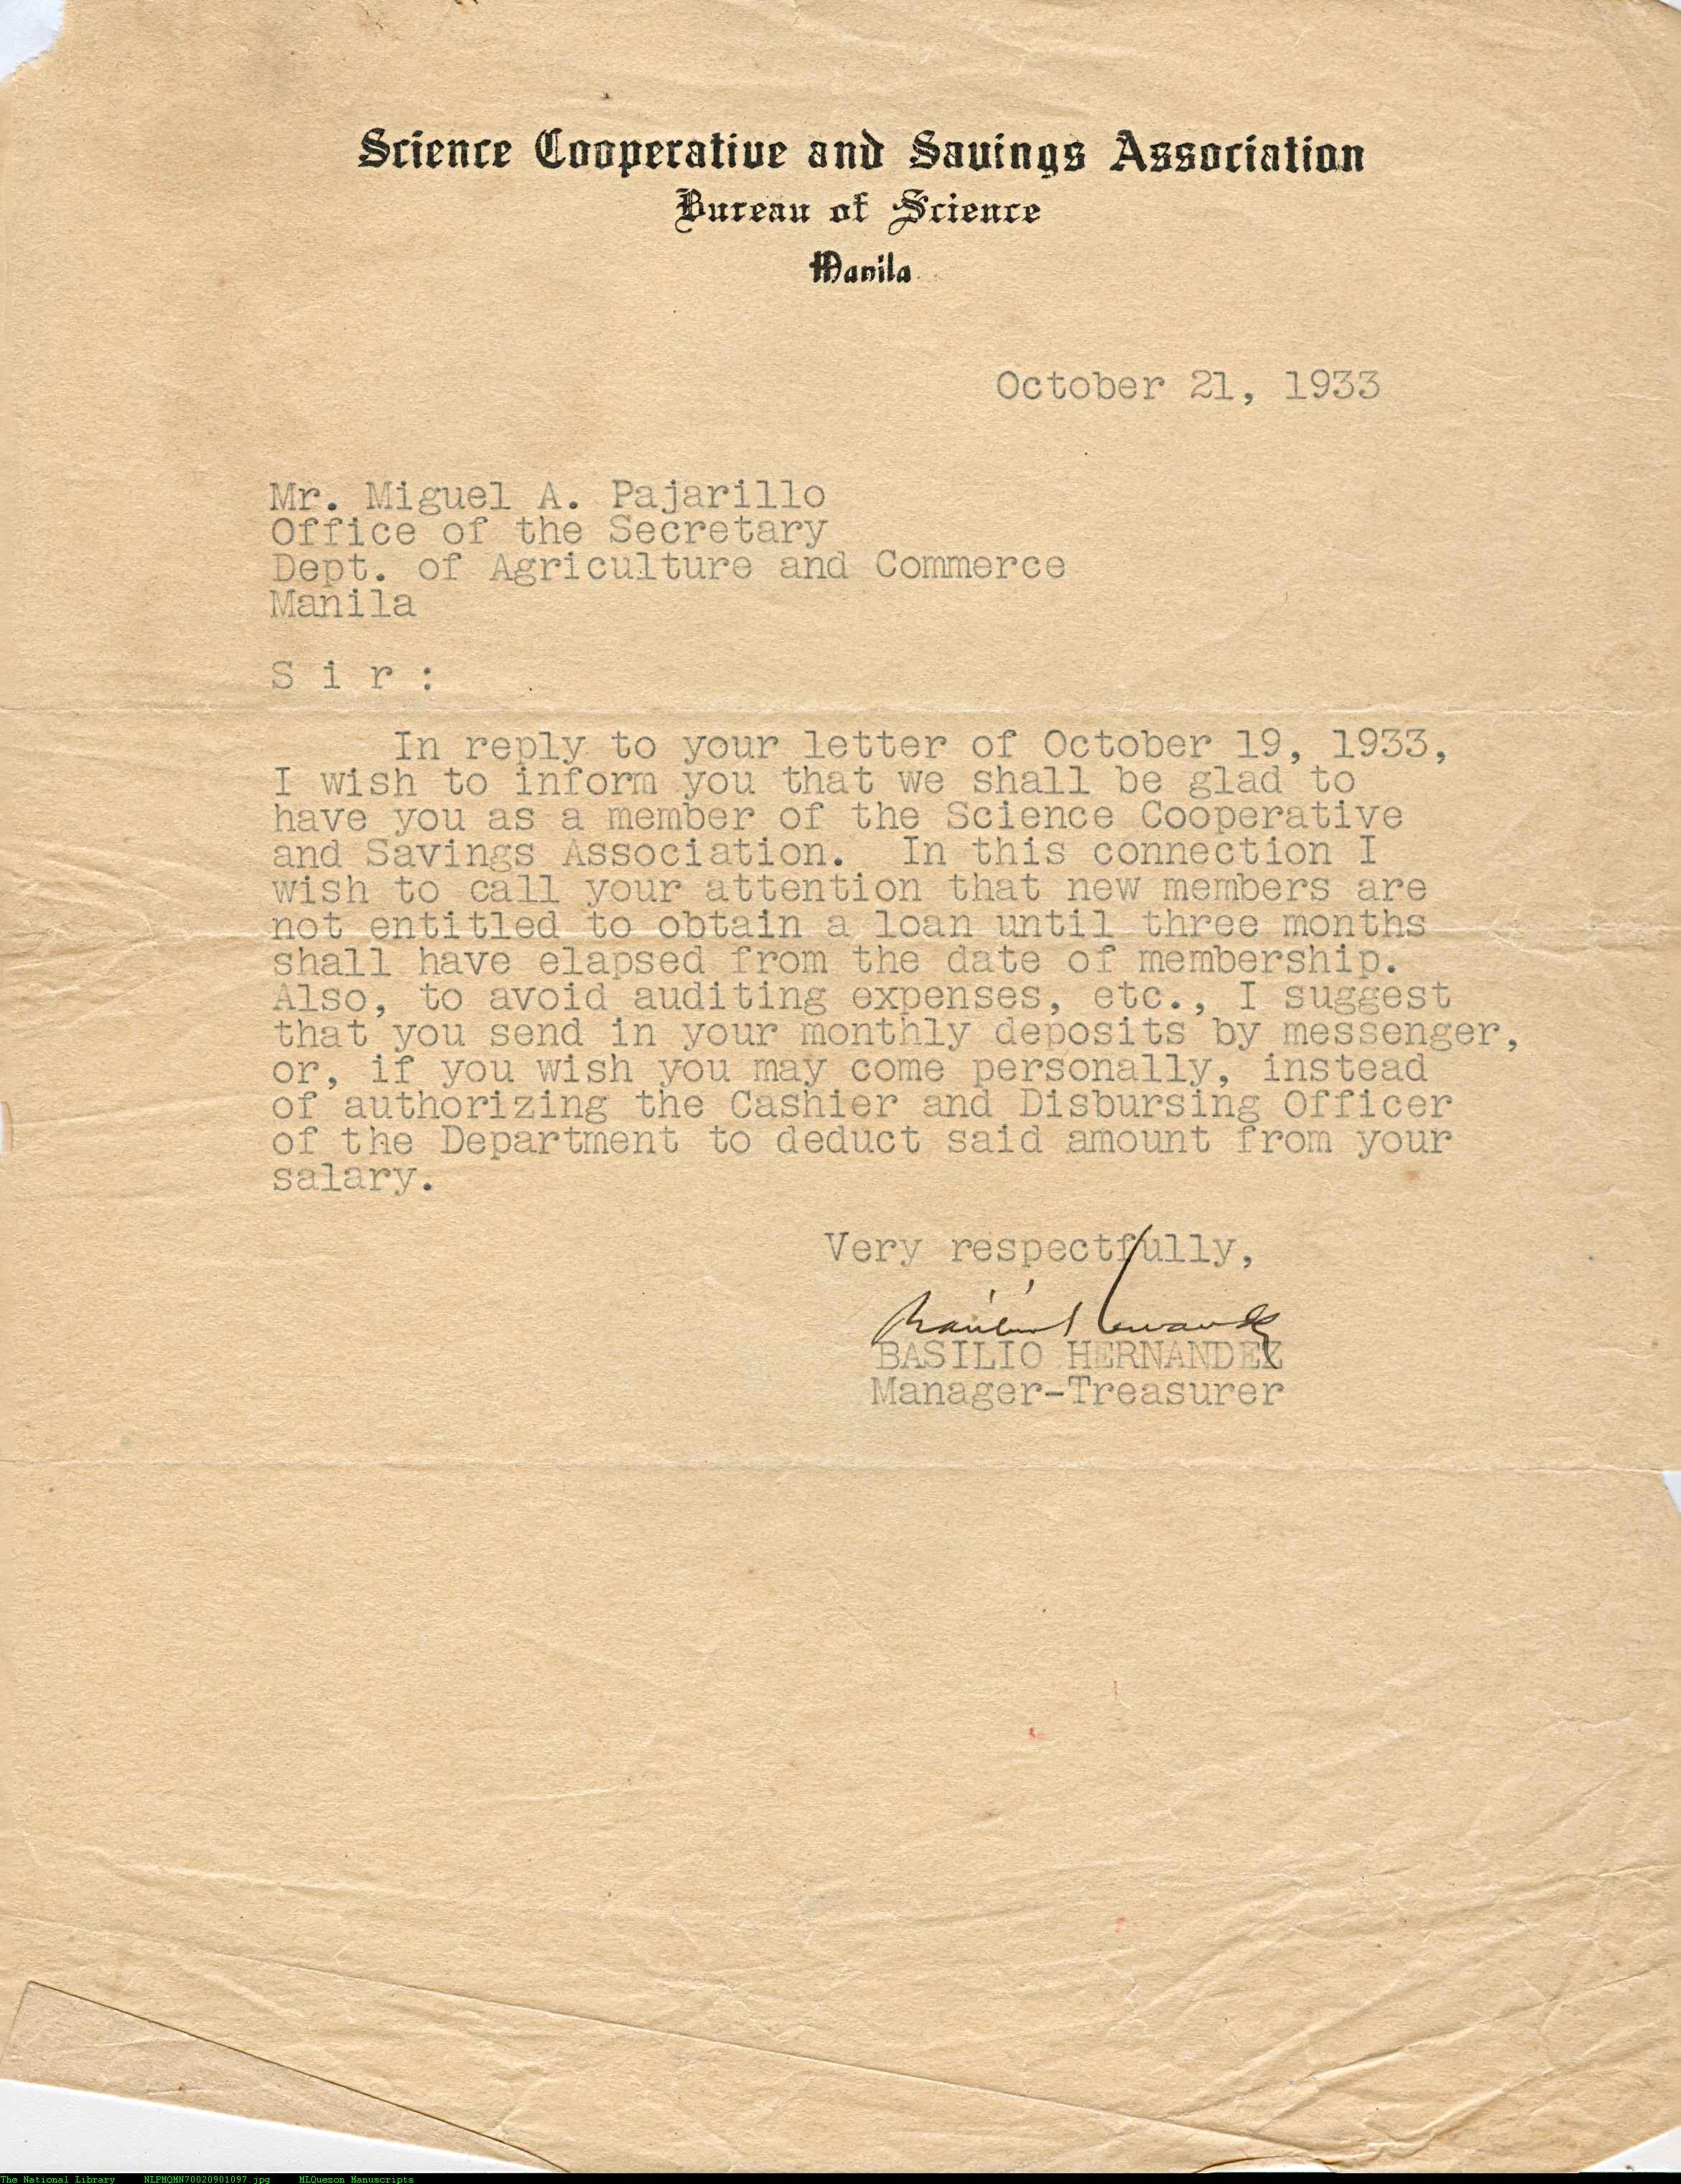 Science Cooperative and Savings Association
Bureau of Science
Manila
October 21, 1933
Mr. Miguel A. Pajarillo
Office of the Secretary
Dept. of Agriculture and Commerce
Manila
S i r :
In reply to your letter of October 19, 1933,
I wish to inform you that we shall be glad to
have you as a member of the Science Cooperative
and Savings Association. In this connection I
wish to call your attention that new members are
not entitled to obtain a loan until three months
shall have elapsed from the date of membership.
Also, to avoid auditing expenses, etc., I suggest
that you send in your monthly deposits by messenger,
or, if you wish you may come personally, instead
of authorizing the Cashier and Disbursing Officer
of the Department to deduct said amount from your
salary.
Very respectfully,
BASILIO HERNANDEZ
Manager-Treasurer
The National Library NLPMQMN70020901097.jpg MLQuezon Manuscripts